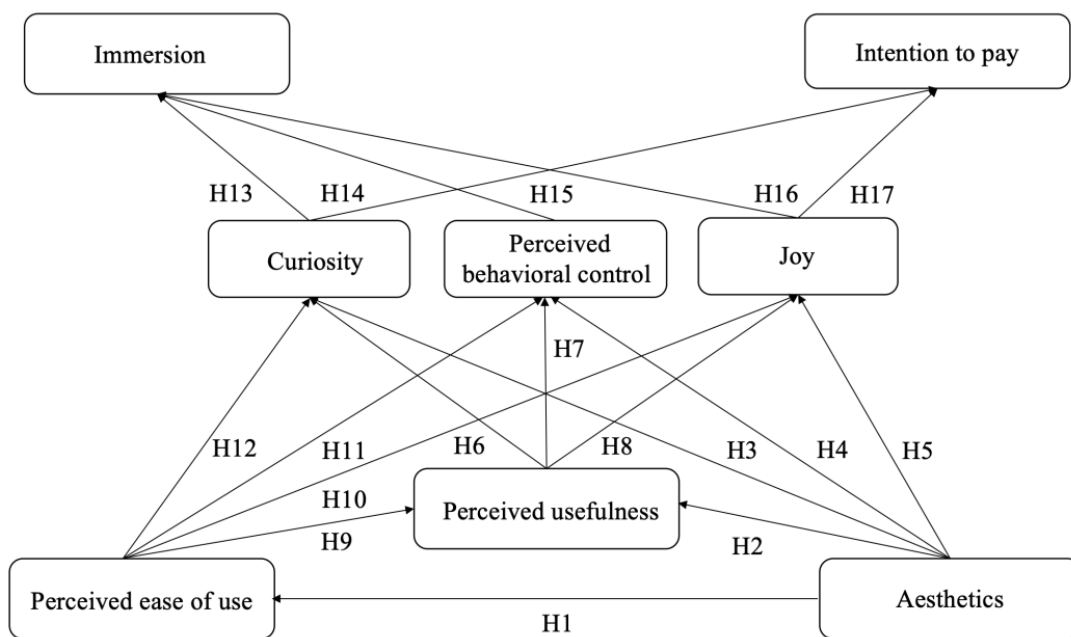 Immersion
Intention to pay
H13
H14
H15
H16
H17
Curiosity
Perceived
behavioral control
Joy
H7
H12
H11
H6
H8
H3
H4
H5
H10
Perceived usefulness
H9
H2
Perceived ease of use
Aesthetics
H1